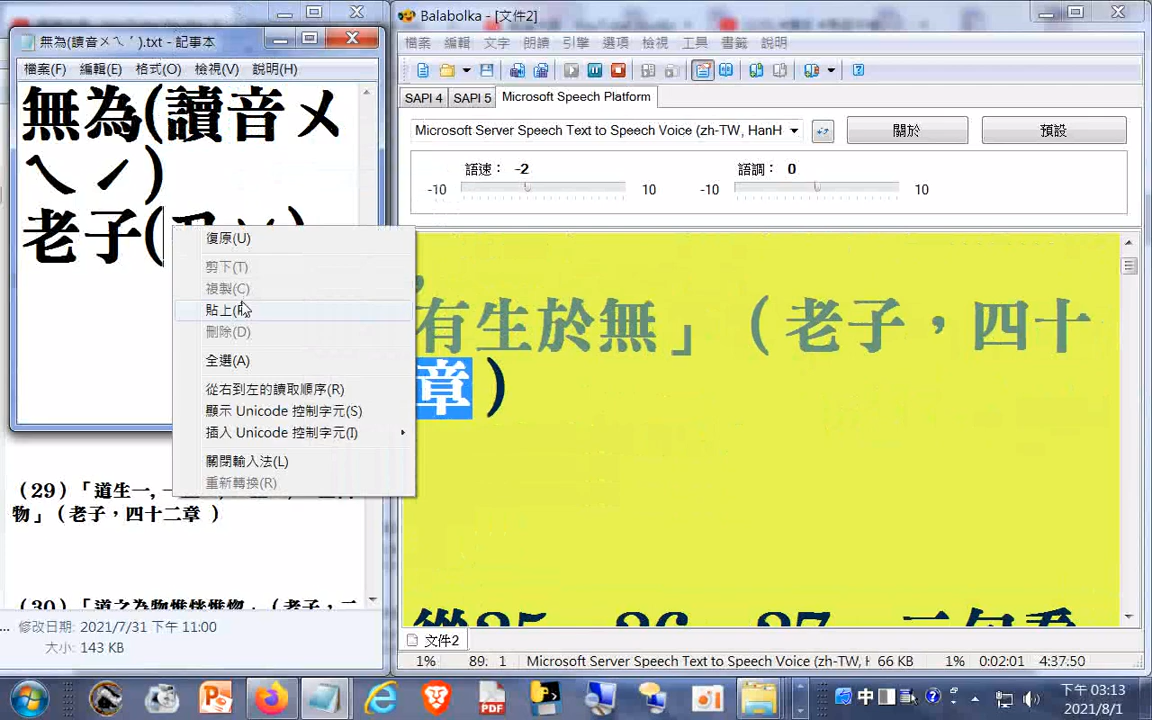 無為(讀音ㄨㄟˊ).txt - 記事本
檔案(F) 編輯(E) 格式(O) 檢視(V) 說明(H)
無為(讀音ㄨ
ㄟˊ)
老子(
復原(U)
剪下(T)
複製(C)
貼上(P)
刪除(D)
全選(A)
從右到左的讀取順序(R)
顯示 Unicode 控制字元(S)
插入 Unicode 控制字元(I)
關閉輸入法(L)
重新轉換(R)
(29)「道生一,
物」(老子，四十二章 )
(30)「道之為物惟恍惟惚」(老子，二
修改日期: 2021/7/31 下午 11:00
大小: 143 KB
Balabolka - [文件2]
檔案 編輯 文字 朗讀 引擎 選項 檢視 工具 書籤 說明
SAPI 4 SAPI 5 Microsoft Speech Platform
Microsoft Server Speech Text to Speech Voice (zh-TW, HanH
關於 預設
語速： -2 語調： 0
-10 10 -10 10
有生於無」（老子，四十
章）
從25、26、27、三句看
文件2
1% 89: 1 Microsoft Server Speech Text to Speech Voice (zh-TW, H 66 KB 1% 0:02:01 4:37.50
中
下午 03:13
2021/8/1